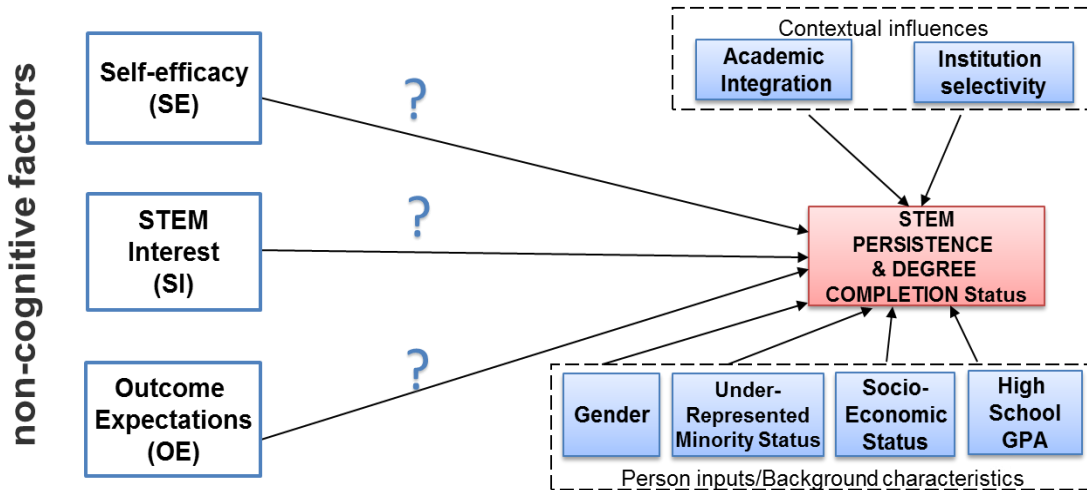 non-cognitive factors
Self-efficacy
(SE)
?
STEM
Interest
(SI)
?
Outcome
Expectations
(OE)
?
Contextual influences
Academic
Integration
Institution
selectivity
STEM
PERSISTENCE
& DEGREE
COMPLETION Status
Gender
Under-
Represented
Minority Status
Socio-
Economic
Status
High
School
GPA
Person inputs/Background characteristics